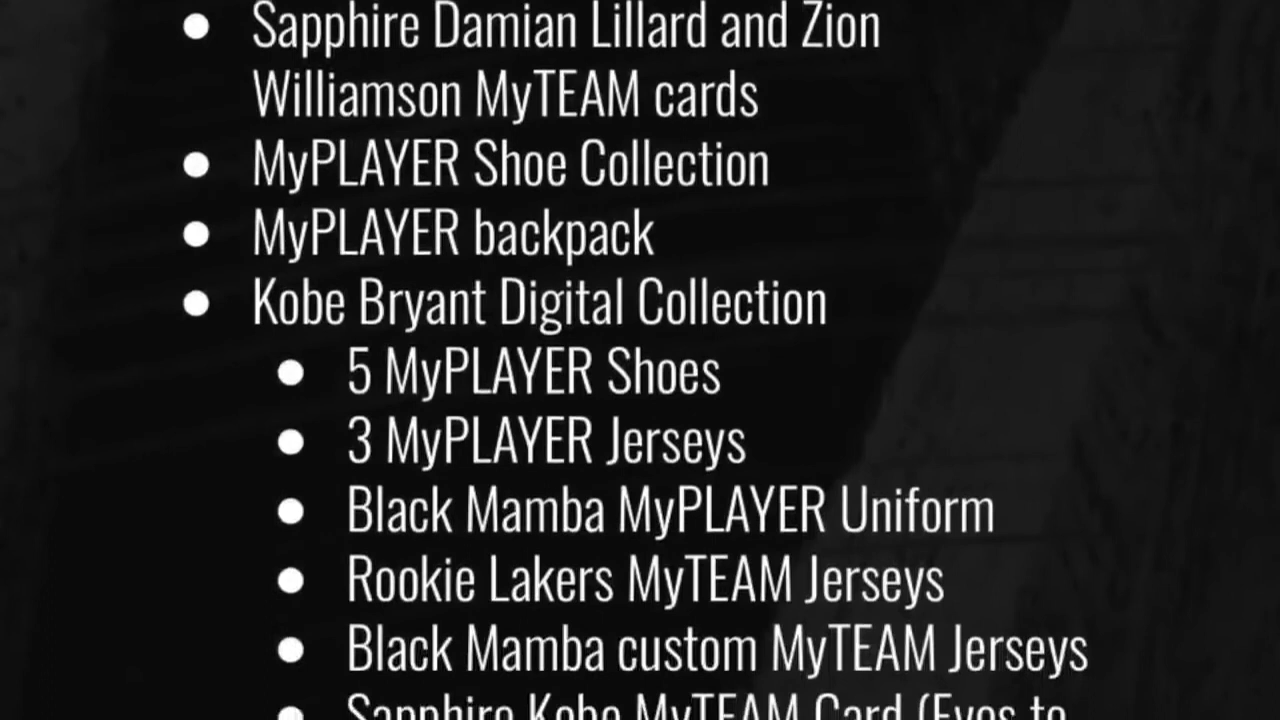 • Sapphire Damian Lillard and Zion
Williamson MyTEAM cards
• MyPLAYER Shoe Collection
• MyPLAYER backpack
• Kobe Bryant Digital Collection
• 5 MyPLAYER Shoes
• 3 MyPLAYER Jerseys
• Black Mamba MyPLAYER Uniform
• Rookie Lakers MyTEAM Jerseys
• Black Mamba custom MyTEAM Jerseys
• Sapphire Kobe MyTEAM Card (Eyes to